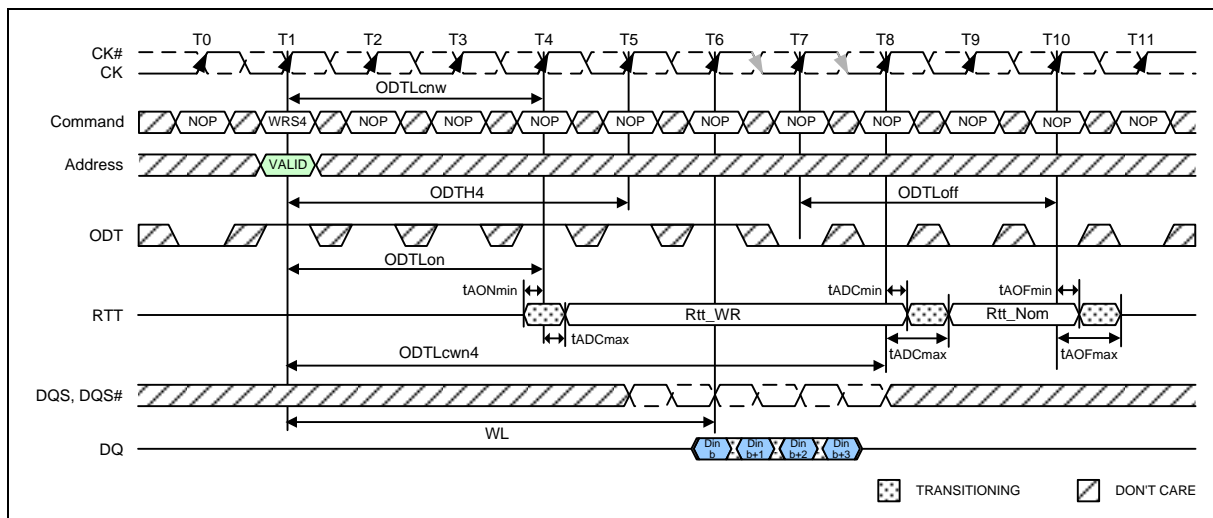 T0 T1 T2 T3 T4 T5 T6 T7 T8 T9 T10 T11
CK#
CK
ODTLcnw
Command NOP WRS4 NOP NOP NOP NOP NOP NOP NOP NOP NOP NOP
Address VALID
ODTH4 ODTLoff
ODT
ODTLon
tAONmin tADCmin tAOFmin
RTT Rtt_WR Rtt_Nom
tADCmax tADCmax tAOFmax
ODTLcwn4
DQS, DQS#
WL
DQ Din b Din b+1 Din b+2 Din b+3
TRANSITIONING DON'T CARE